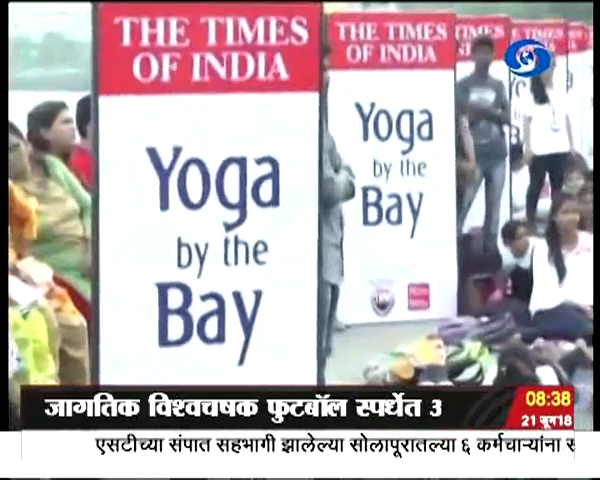 THE TIMES
OF INDIA
Yoga
by the
Bay
THE TIMES
OF INDIA
Yoga
by the
Bay
जागतिक विश्वचषक फुटबॉल स्पर्धेत 3
08:38
21 जून18
एसटीच्या संपात सहभागी झालेल्या सोलापूरातल्या ६ कर्मचाऱ्यांना